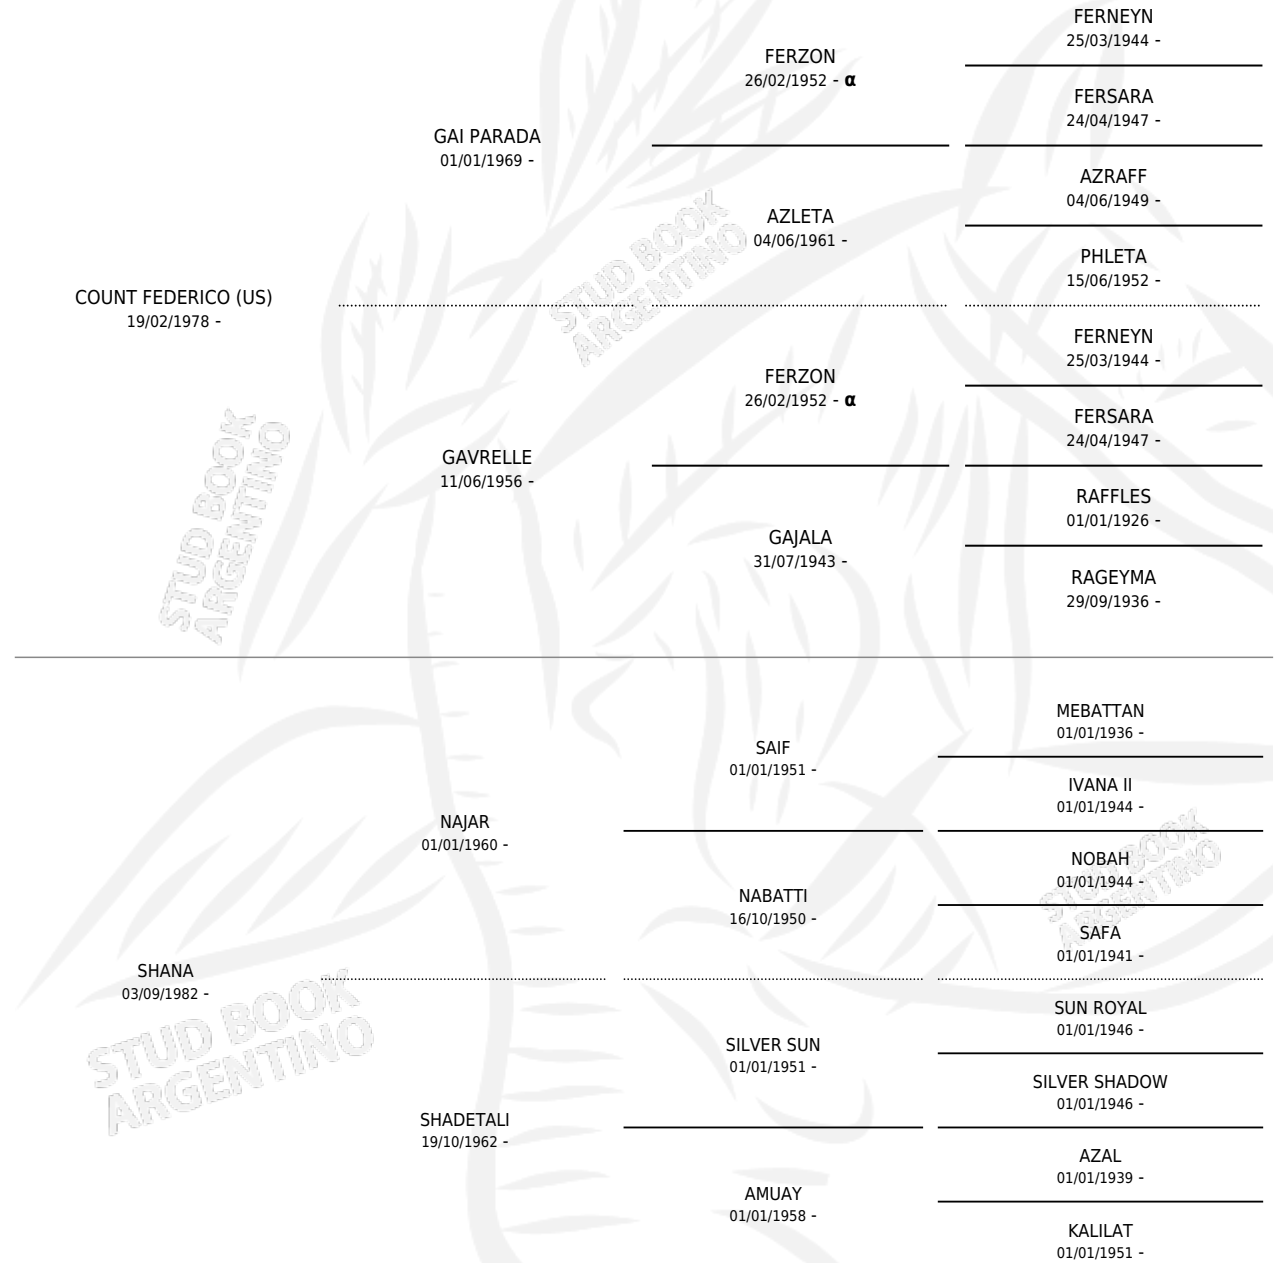 FERNEYN
25/03/1944 -
FERZON
26/02/1952 - α
FERSARA
24/04/1947 -
GAI PARADA
01/01/1969 -
AZRAFF
04/06/1949 -
AZLETA
04/06/1961 -
PHLETA
15/06/1952 -
COUNT FEDERICO (US)
19/02/1978 -
FERNEYN
25/03/1944 -
FERZON
26/02/1952 - α
FERSARA
24/04/1947 -
GAVRELLE
11/06/1956 -
RAFFLES
01/01/1926 -
GAJALA
31/07/1943 -
RAGEYMA
29/09/1936 -
MEBATTAN
01/01/1936 -
SAIF
01/01/1951 -
IVANA II
01/01/1944 -
NAJAR
01/01/1960 -
NOBAH
01/01/1944 -
NABATTI
16/10/1950 -
SAFA
01/01/1941 -
SHANA
03/09/1982 -
SUN ROYAL
01/01/1946 -
SILVER SUN
01/01/1951 -
SILVER SHADOW
01/01/1946 -
SHADETALI
19/10/1962 -
AZAL
01/01/1939 -
AMUAY
01/01/1958 -
KALILAT
01/01/1951 -
STUD BOOK
ARGENTINO
STUD BOOK
ARGENTINO
STUD BOOK
ARGENTINO
STUD BOOK
ARGENTINO